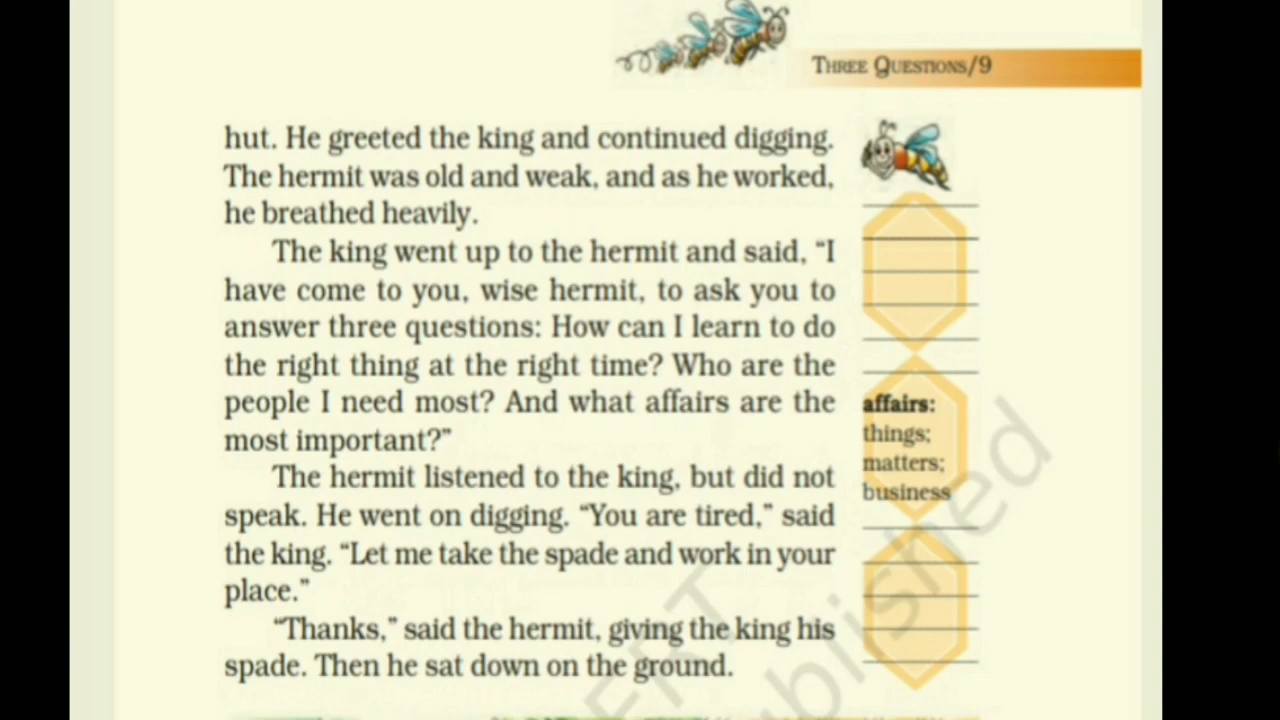 THREE QUESTIONS/9
hut. He greeted the king and continued digging.
The hermit was old and weak, and as he worked,
he breathed heavily.
The king went up to the hermit and said, “I
have come to you, wise hermit, to ask you to
answer three questions: How can I learn to do
the right thing at the right time? Who are the
people I need most? And what affairs are the
most important?”
The hermit listened to the king, but did not
speak. He went on digging. “You are tired,” said
the king. “Let me take the spade and work in your
place.”
“Thanks,” said the hermit, giving the king his
spade. Then he sat down on the ground.
affairs:
things;
matters;
business